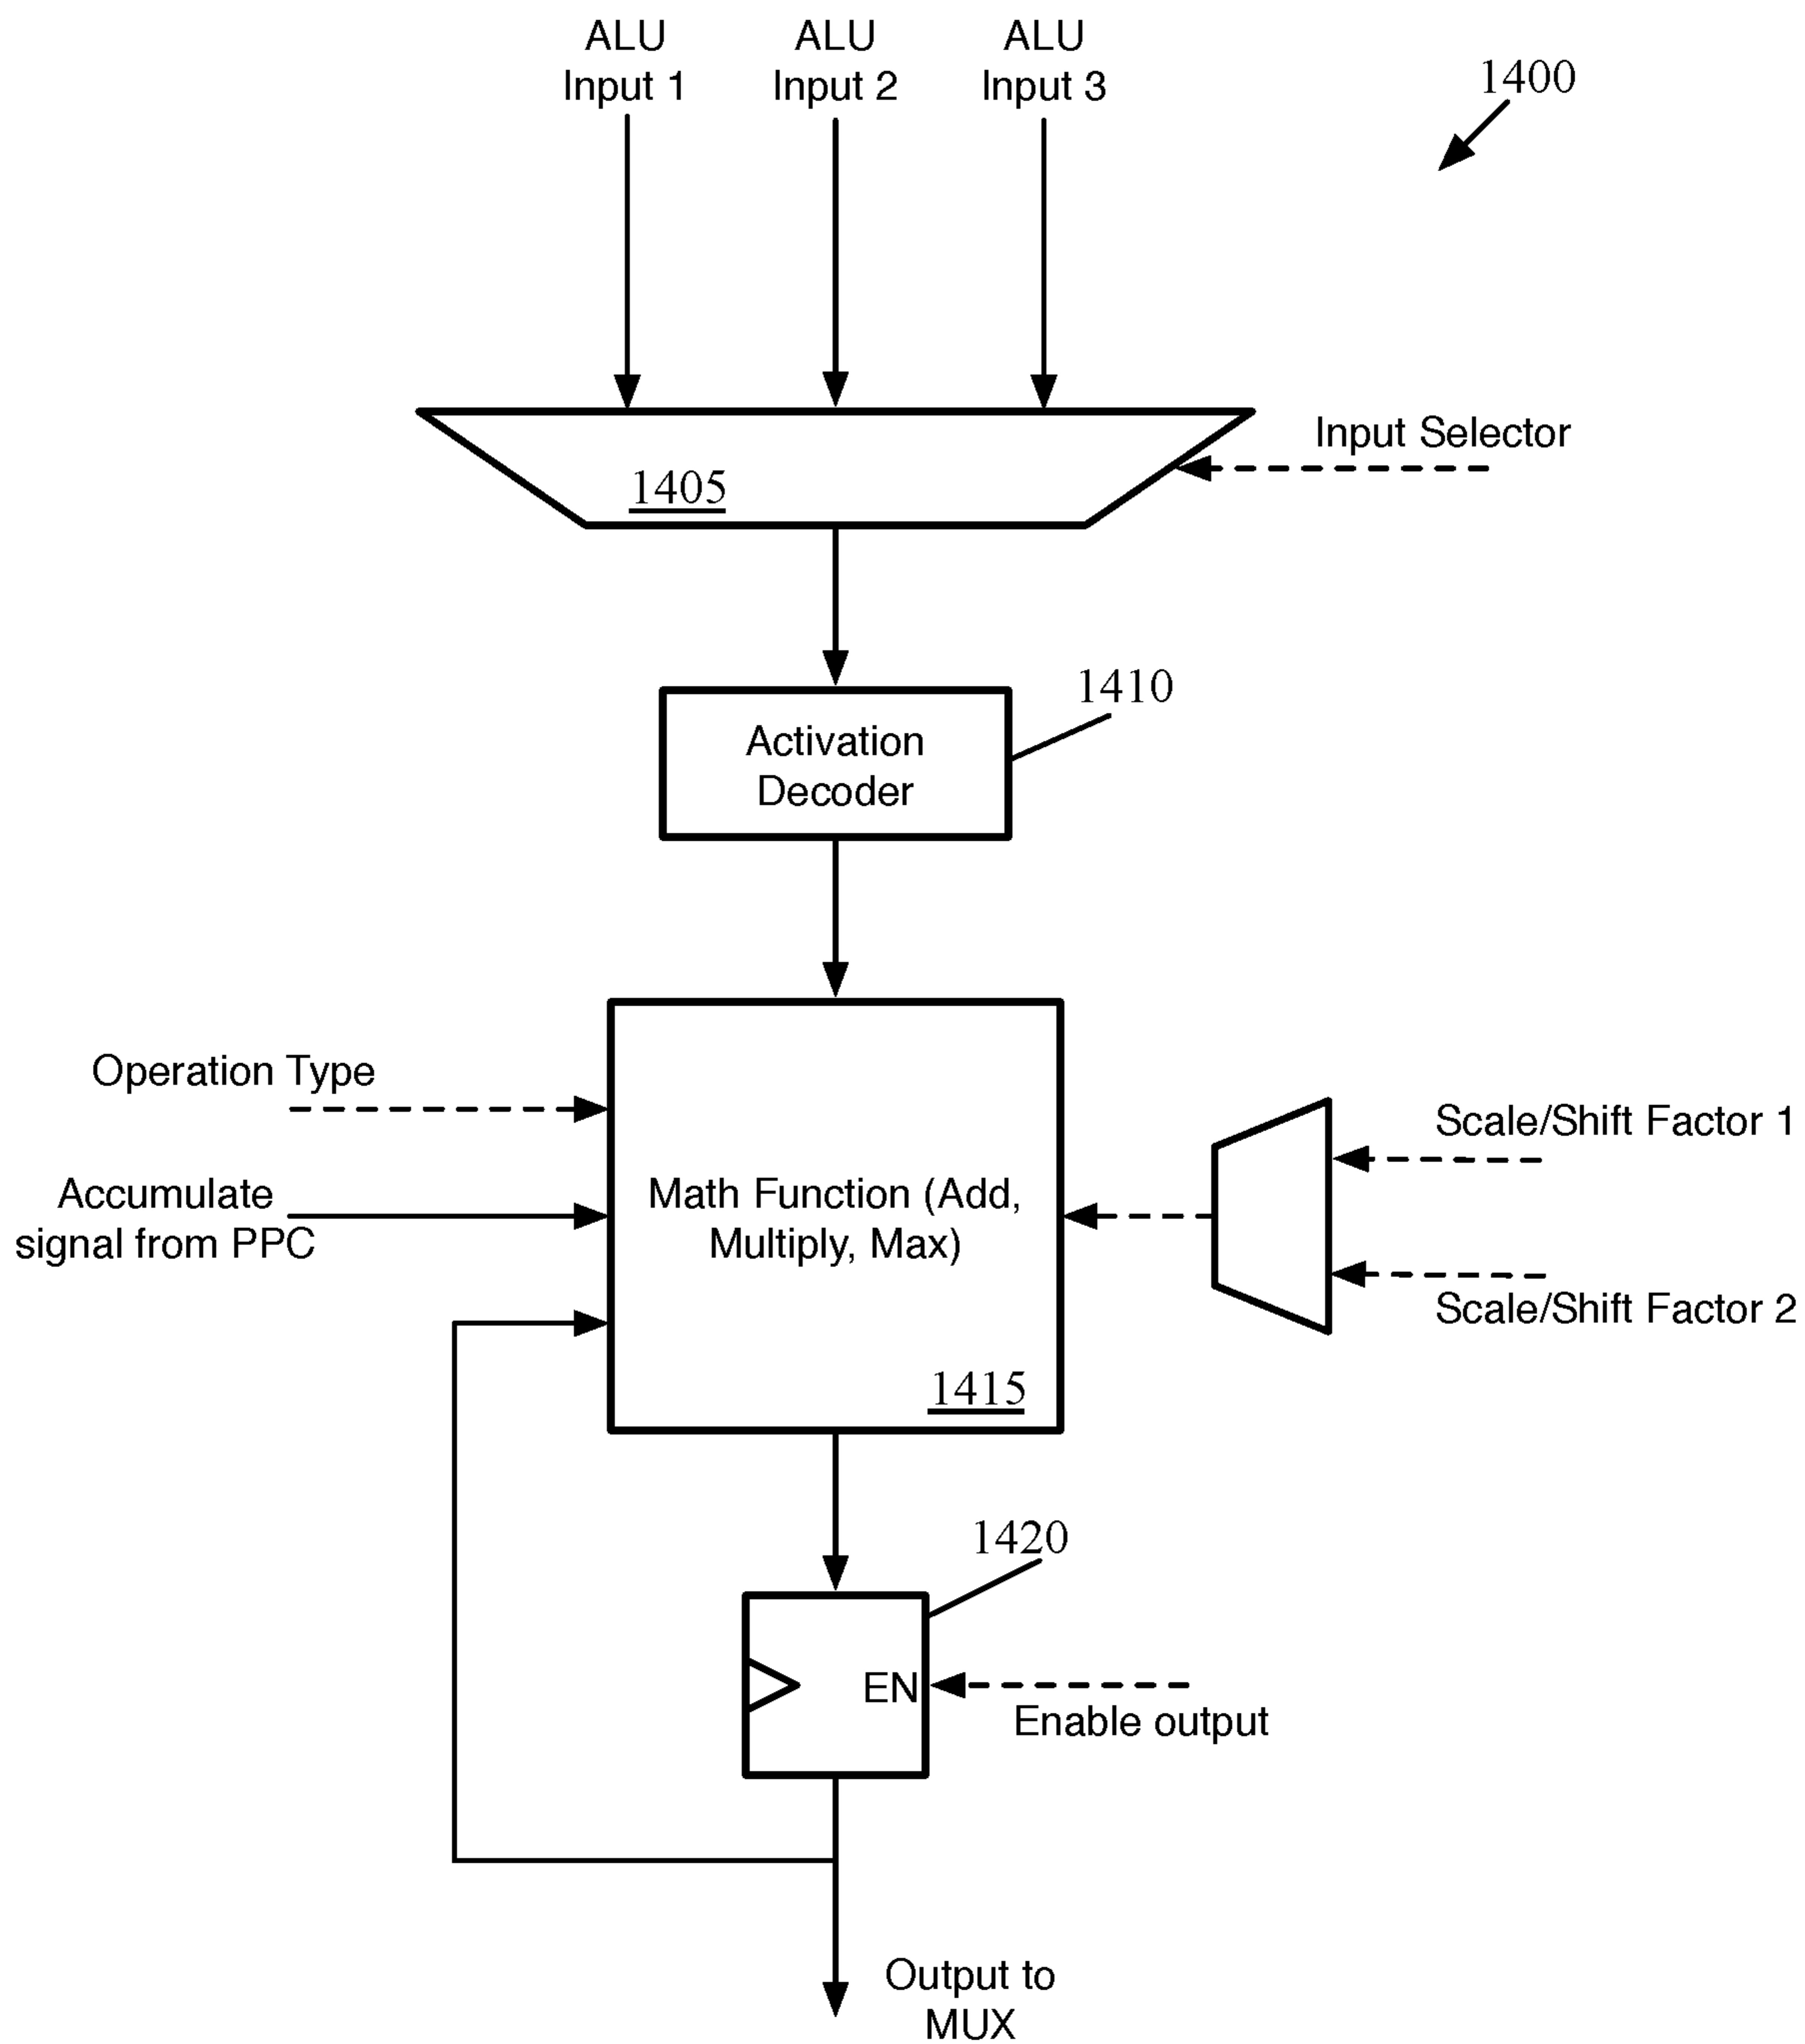 ALU
Input 1
ALU
Input 2
ALU
Input 3
1400
Input Selector
1405
1410
Activation
Decoder
Operation Type
Accumulate
signal from PPC
Math Function (Add,
Multiply, Max)
1415
Scale/Shift Factor 1
Scale/Shift Factor 2
1420
EN
Enable output
Output to
MUX